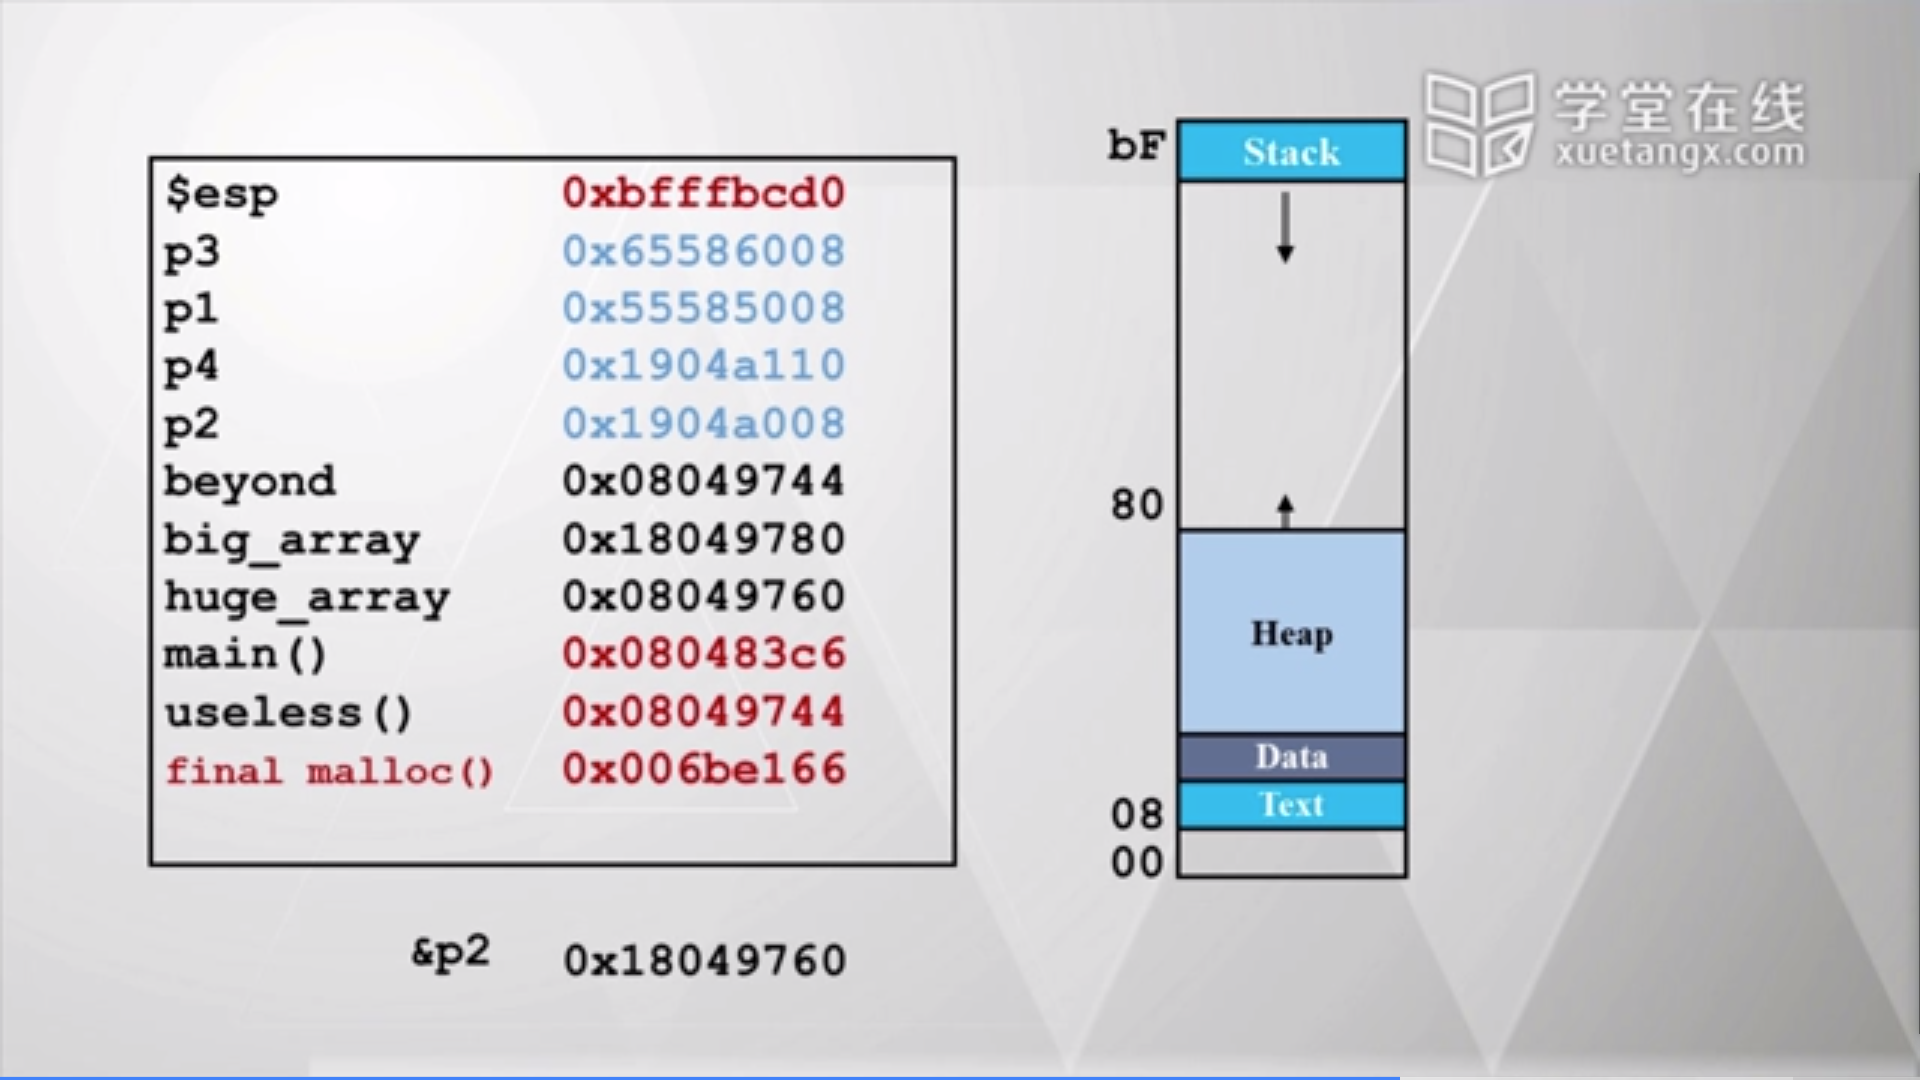 学堂在线
xuetangx.com
$esp 0xbfffbcd0
p3 0x65586008
p1 0x55585008
p4 0x1904a110
p2 0x1904a008
beyond 0x08049744
big_array 0x18049780
huge_array 0x08049760
main() 0x080483c6
useless() 0x08049744
final malloc() 0x006be166
&p2 0x18049760
bF Stack
80
Heap
Data
Text
08
00